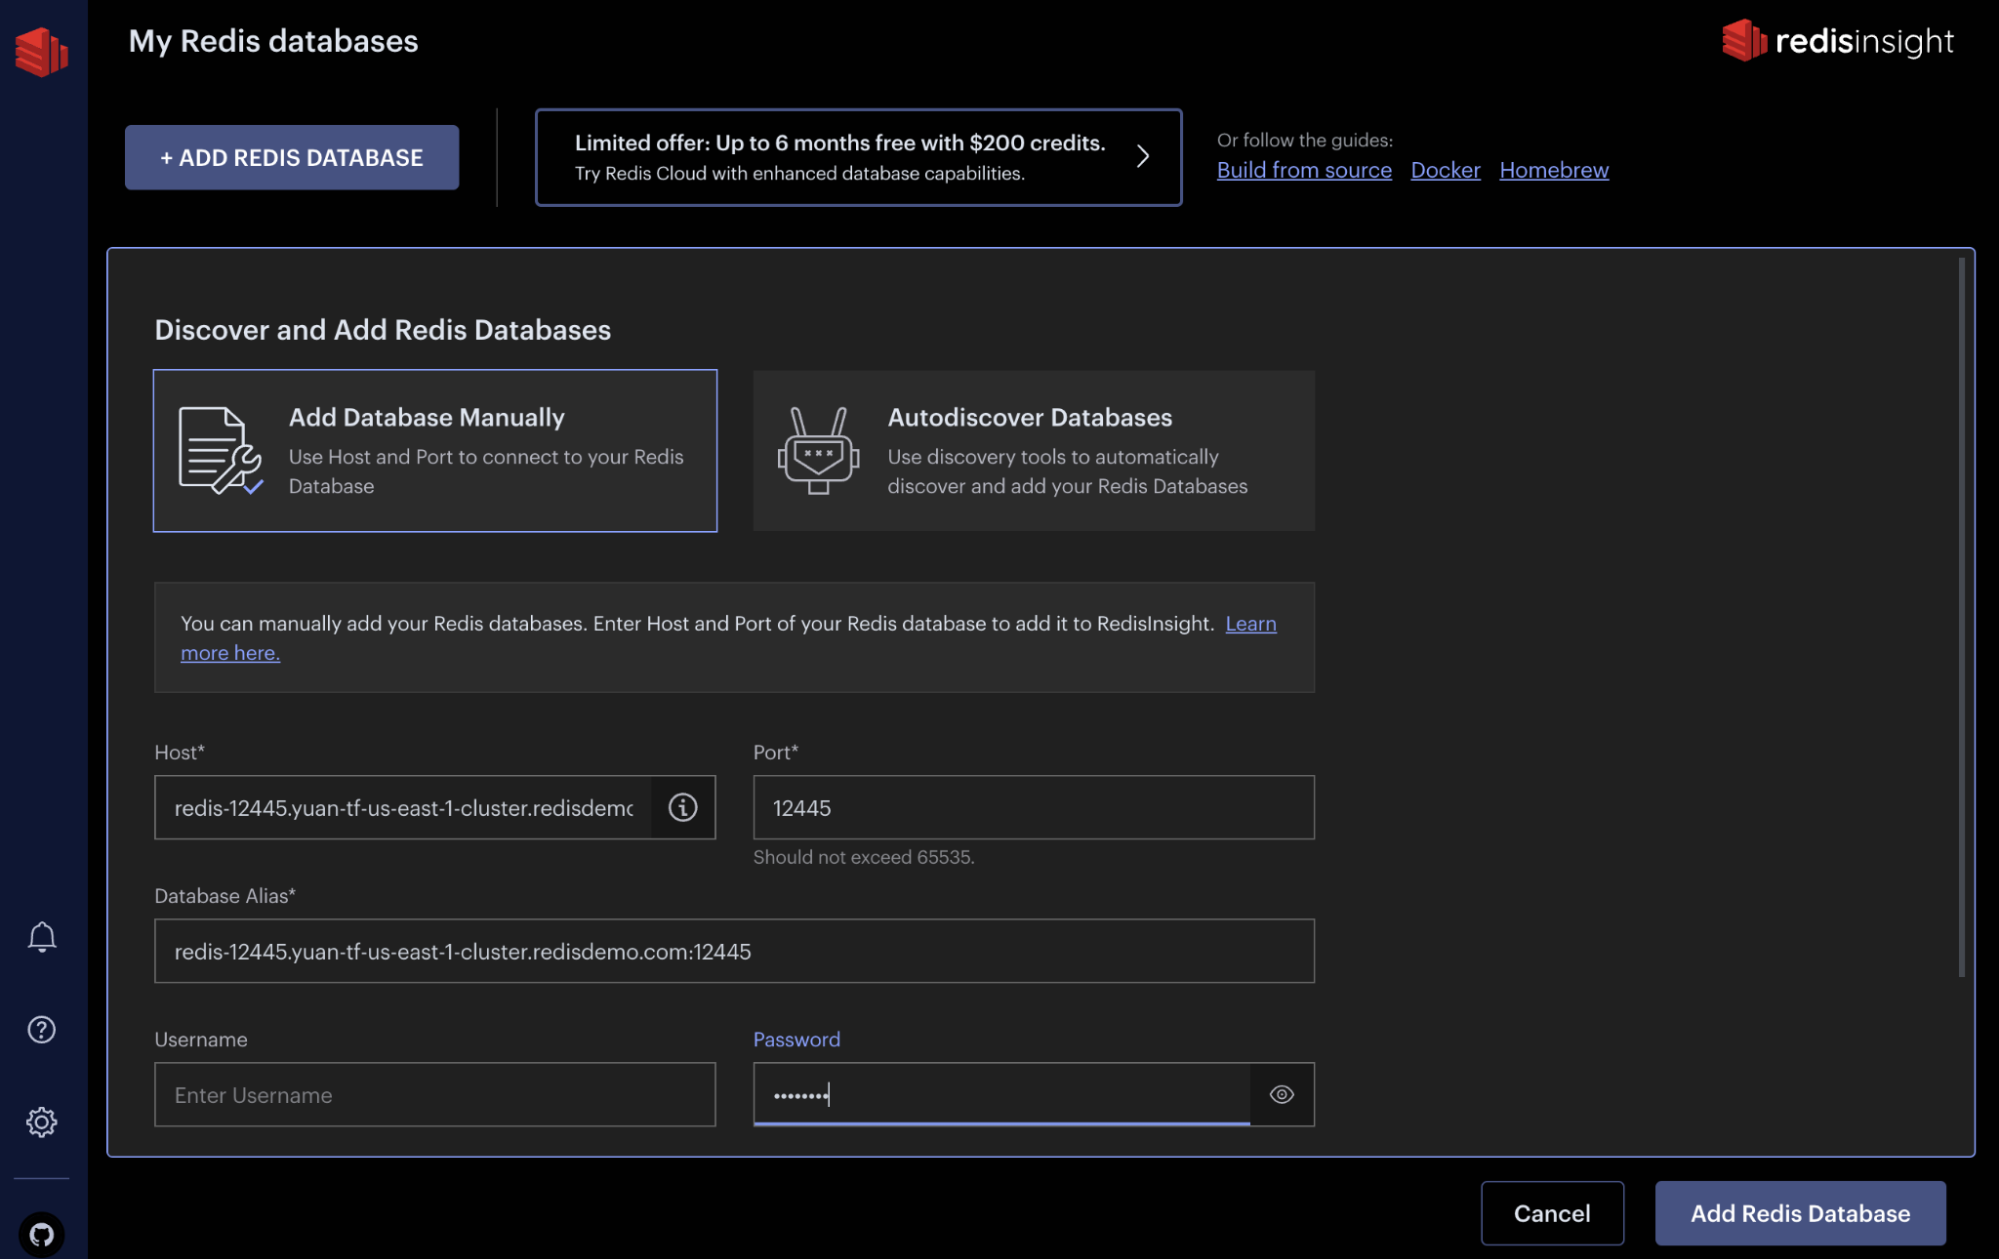 My Redis databases
redisinsight
+ ADD REDIS DATABASE
Limited offer: Up to 6 months free with $200 credits.
Try Redis Cloud with enhanced database capabilities.
Or follow the guides:
Build from source Docker Homebrew
Discover and Add Redis Databases
Add Database Manually
Use Host and Port to connect to your Redis
Database
Autodiscover Databases
Use discovery tools to automatically
discover and add your Redis Databases
You can manually add your Redis databases. Enter Host and Port of your Redis database to add it to RedisInsight. Learn
more here.
Host*
Port*
redis-12445.yuan-tf-us-east-1-cluster.redisdemo
12445
Should not exceed 65535.
Database Alias*
redis-12445.yuan-tf-us-east-1-cluster.redisdemo.com:12445
Username
Password
Enter Username
••••••••
Cancel
Add Redis Database